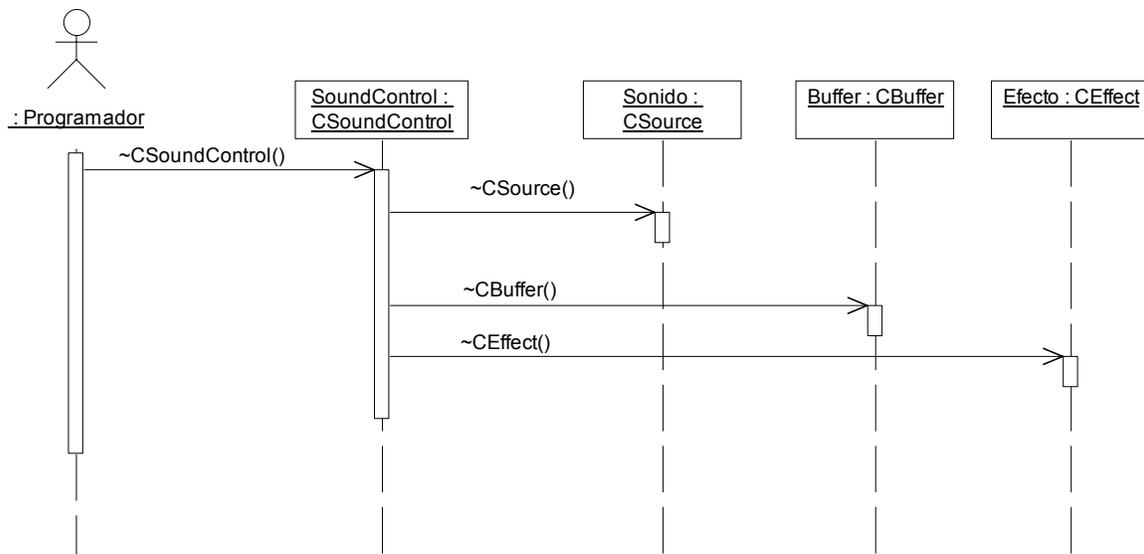 : Programador
SoundControl :
CSoundControl
Sonido :
CSource
Buffer : CBuffer
Efecto : CEffect
~CSoundControl()
~CSource()
~CBuffer()
~CEffect()